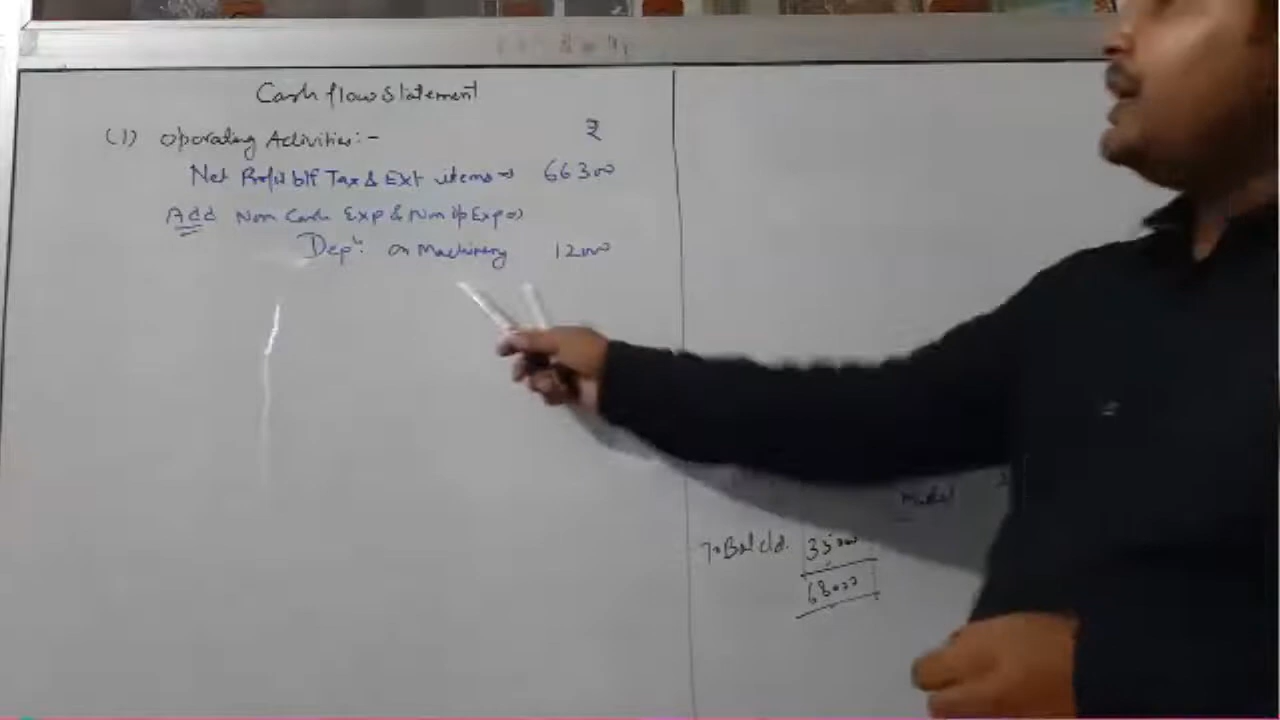 Cash flow Statement
(1) Operating Activities:-
₹
Net Profit b/f Tax & Ext items 66300
Add Non Cash Exp & Non op Exp
Dep^n: on Machinery 12000
To Bal c/d. 35000
68000